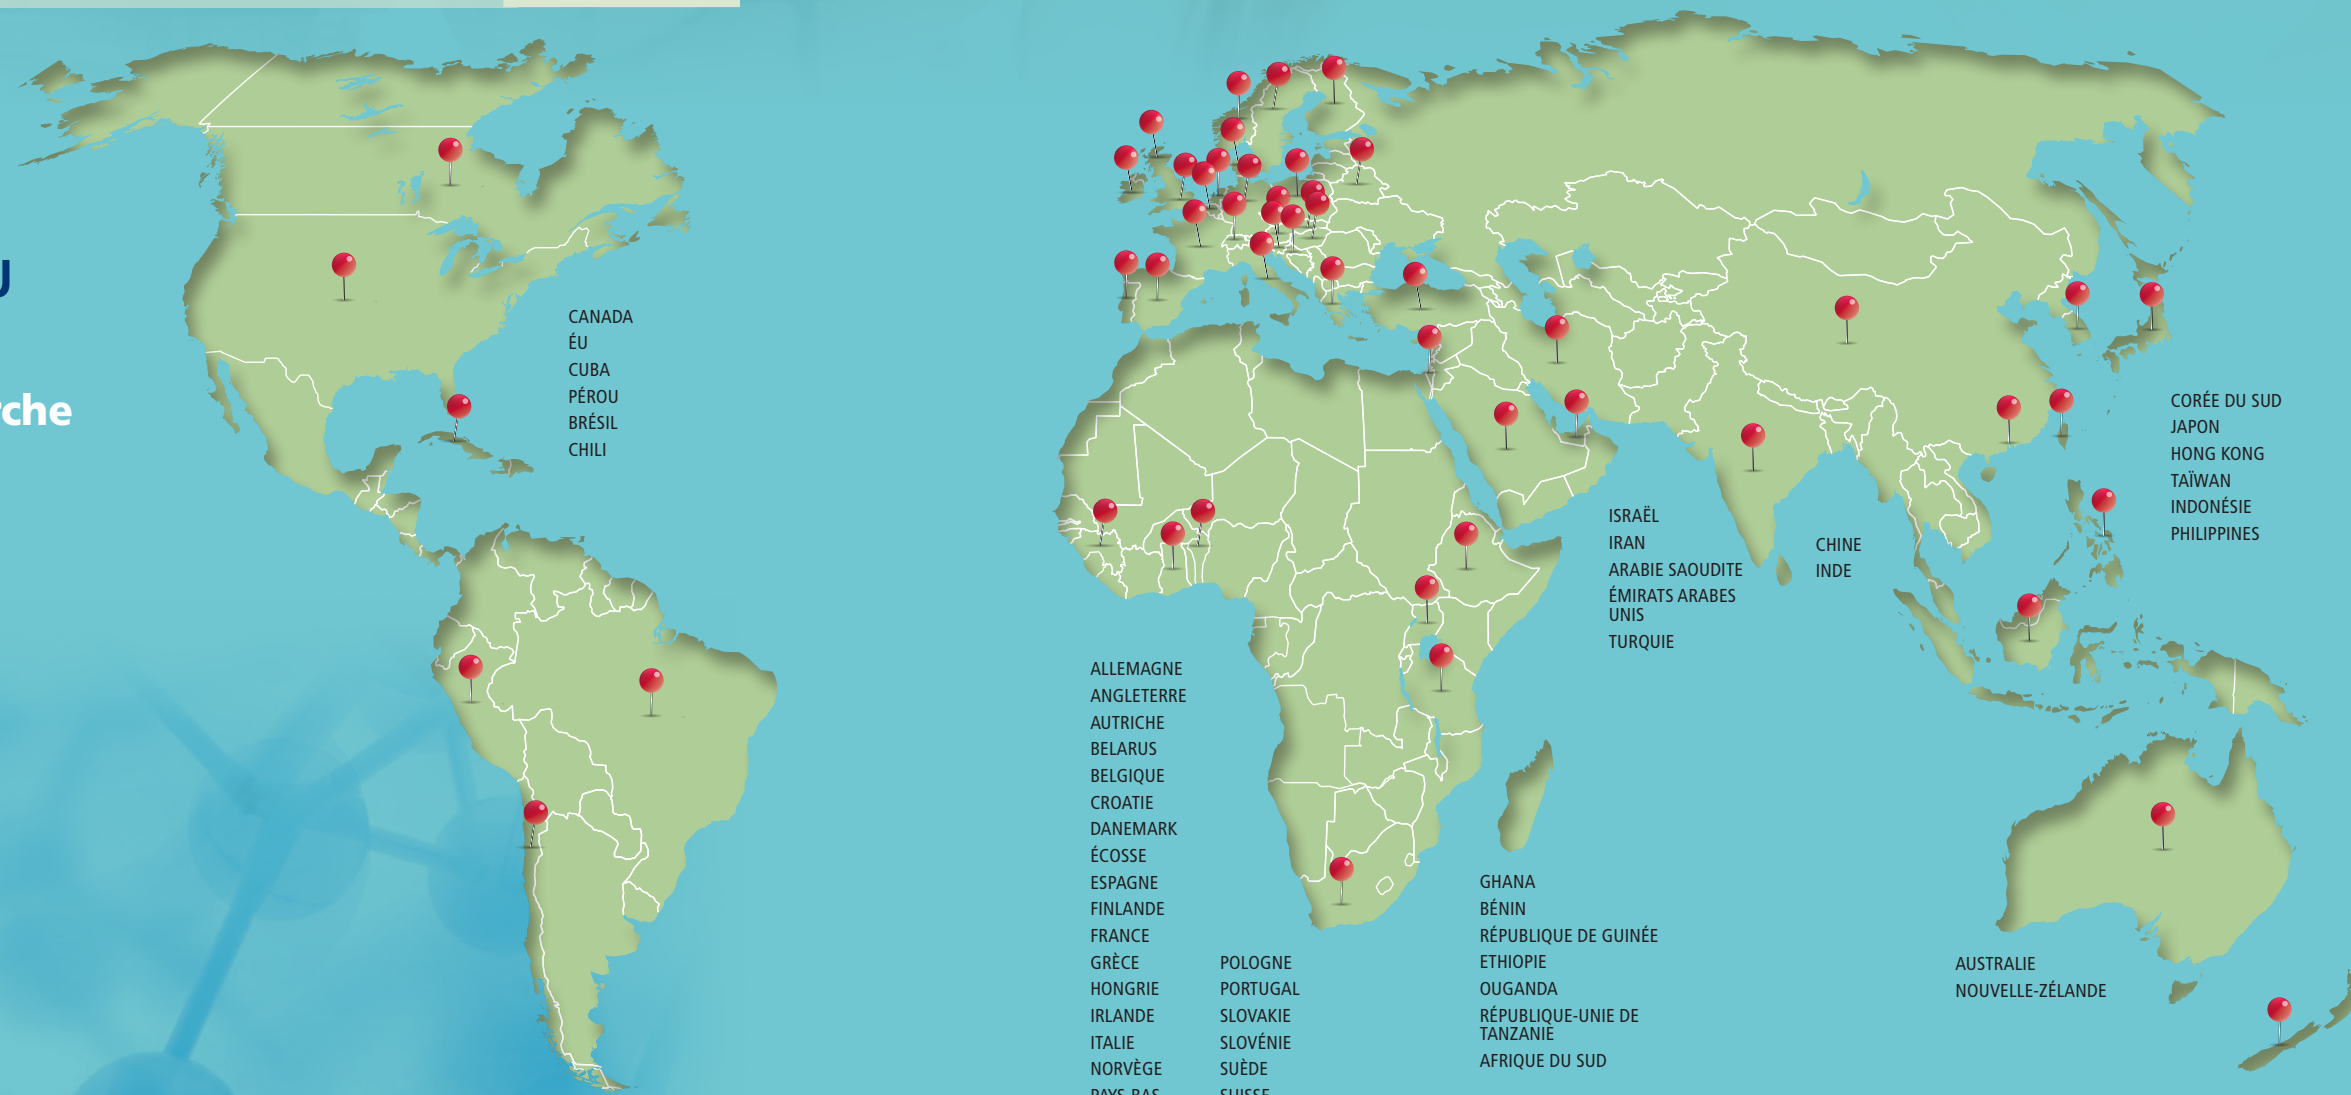 U
rche
CANADA
ÉU
CUBA
PÉROU
BRÉSIL
CHILI
CORÉE DU SUD
JAPON
HONG KONG
TAÏWAN
INDONÉSIE
PHILIPPINES
ISRAËL
IRAN
ARABIE SAOUDITE
ÉMIRATS ARABES
UNIS
TURQUIE
CHINE
INDE
ALLEMAGNE
ANGLETERRE
AUTRICHE
BELARUS
BELGIQUE
CROATIE
DANEMARK
ÉCOSSE
ESPAGNE
FINLANDE
FRANCE
GRÈCE
HONGRIE
IRLANDE
ITALIE
NORVÈGE
PAYS-BAS
POLOGNE
PORTUGAL
SLOVAKIE
SLOVÉNIE
SUÈDE
SUISSE
GHANA
BÉNIN
RÉPUBLIQUE DE GUINÉE
ETHIOPIE
OUGANDA
RÉPUBLIQUE-UNIE DE
TANZANIE
AFRIQUE DU SUD
AUSTRALIE
NOUVELLE-ZÉLANDE